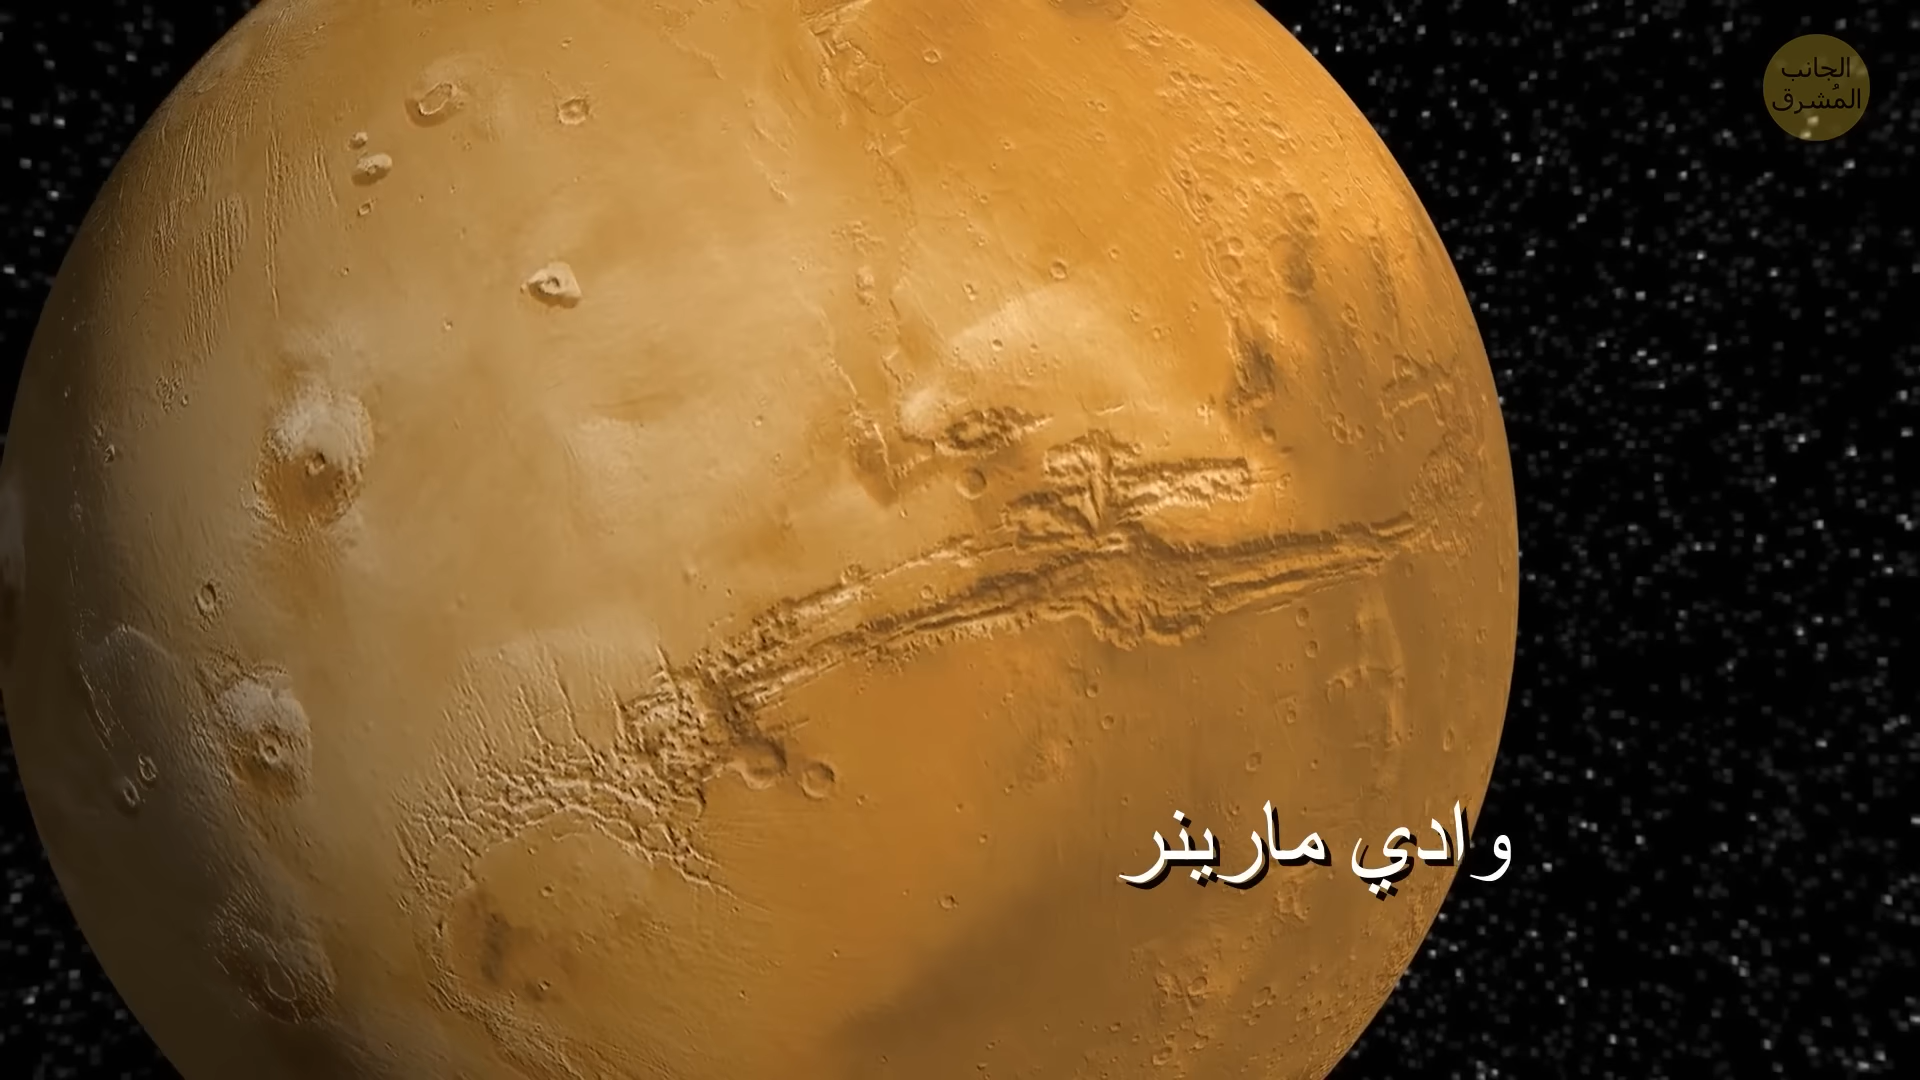 الجانب
المُشرق
وادي مارينر